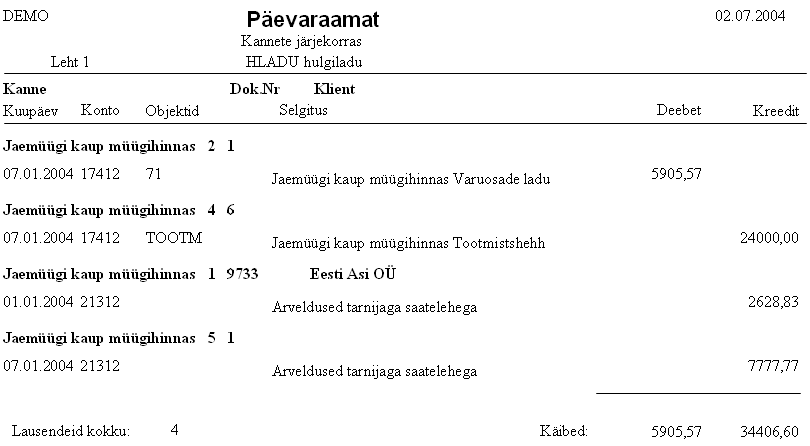 DEMO Päevaraamat 02.07.2004
Kannete järjekorras
Leht 1 HLADU hulgiladu
Kanne Dok.Nr Klient
Kuupäev Konto Objektid Selgitus Deebet Kreedit
Jaemüügi kaup müügihinnas 2 1
07.01.2004 17412 71 Jaemüügi kaup müügihinnas Varuosade ladu 5905,57
Jaemüügi kaup müügihinnas 4 6
07.01.2004 17412 TOOTM Jaemüügi kaup müügihinnas Tootmistshehh 24000,00
Jaemüügi kaup müügihinnas 1 9733 Eesti Asi OÜ
01.01.2004 21312 Arveldused tarnijaga saatelehega 2628,83
Jaemüügi kaup müügihinnas 5 1
07.01.2004 21312 Arveldused tarnijaga saatelehega 7777,77
Lausendeid kokku: 4 Käibed: 5905,57 34406,60